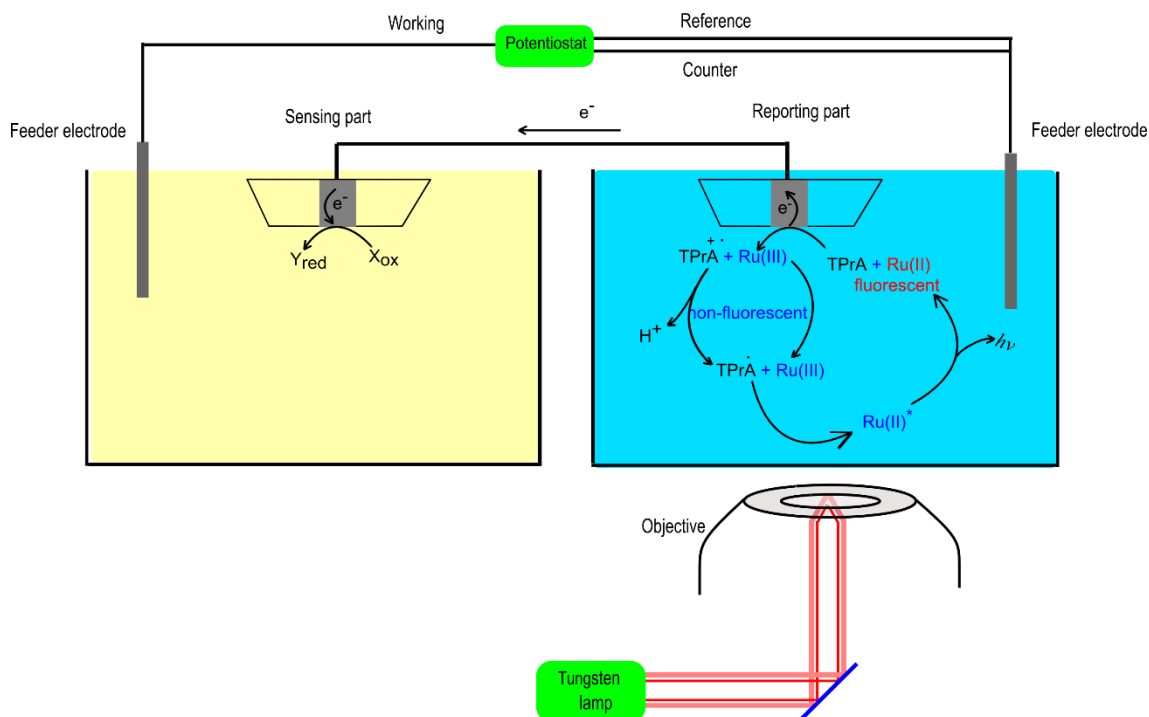 Working
Potentiostat
Reference
Counter
Sensing part
e-
Reporting part
Feeder electrode
Feeder electrode
e-
e-
Yred
Xox
TPrA+· + Ru(III)
TPrA + Ru(II)
fluorescent
non-fluorescent
H+
hν
TPrA· + Ru(III)
Ru(II)*
Objective
Tungsten
lamp